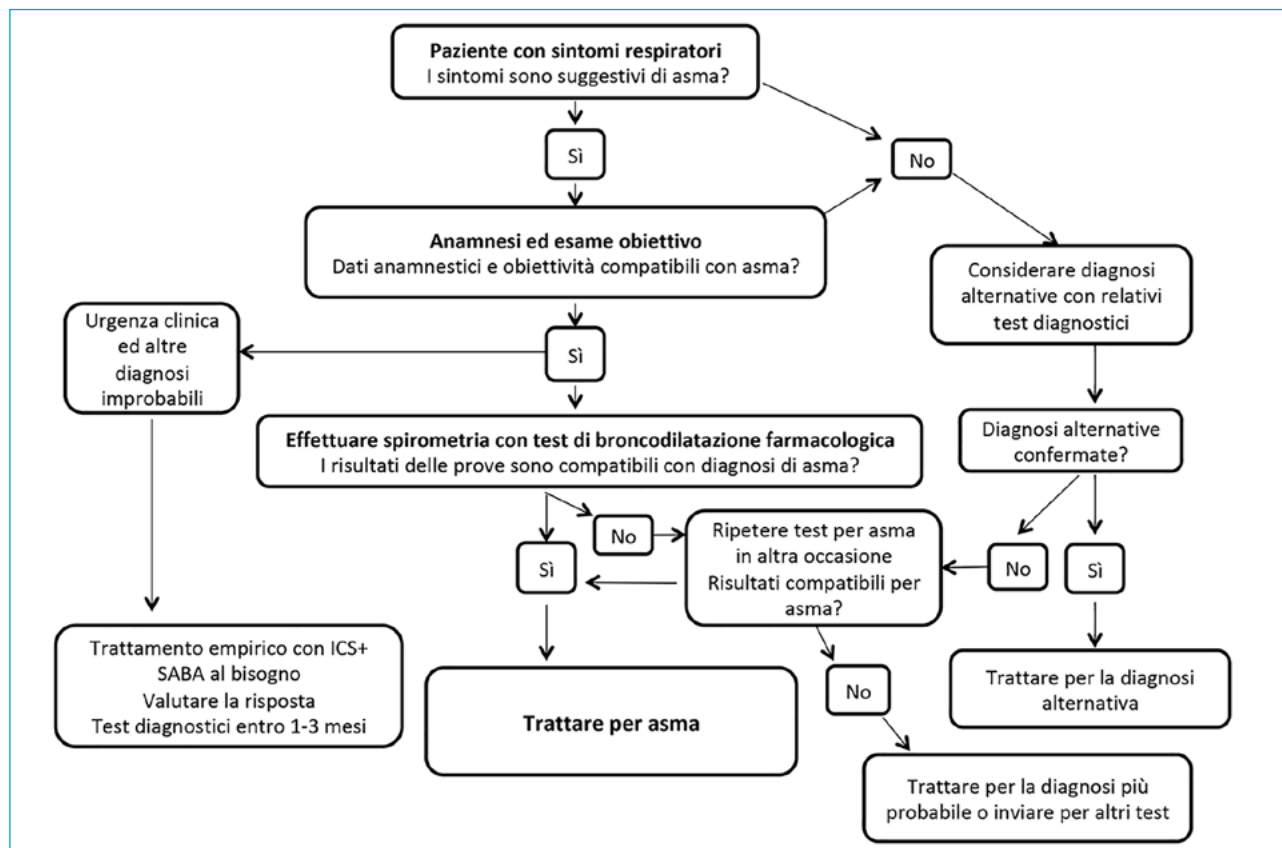 Paziente con sintomi respiratori
I sintomi sono suggestivi di asma?
Sì
No
Anamnesi ed esame obiettivo
Dati anamnestici e obiettività compatibili con asma?
Considerare diagnosi
alternative con relativi
test diagnostici
Urgenza clinica
ed altre
diagnosi
improbabili
Sì
Effettuare spirometria con test di broncodilatazione farmacologica
I risultati delle prove sono compatibili con diagnosi di asma?
Diagnosi alternative
confermate?
No
Sì
Ripetere test per asma
in altra occasione
Risultati compatibili per
asma?
No
Sì
Trattamento empirico con ICS+
SABA al bisogno
Valutare la risposta
Test diagnostici entro 1-3 mesi
Trattare per asma
No
Trattare per la diagnosi
alternativa
Trattare per la diagnosi più
probabile o inviare per altri test